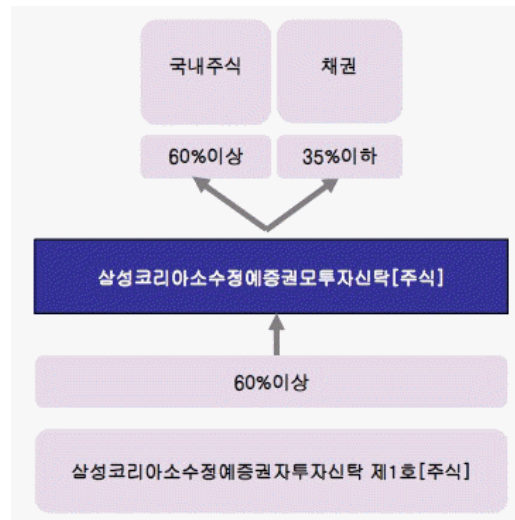 국내주식 채권
60%이상 35%이하
삼성코리아소수정예증권모투자신탁[주식]
60%이상
삼성코리아소수정예증권자투자신탁 제1호[주식]